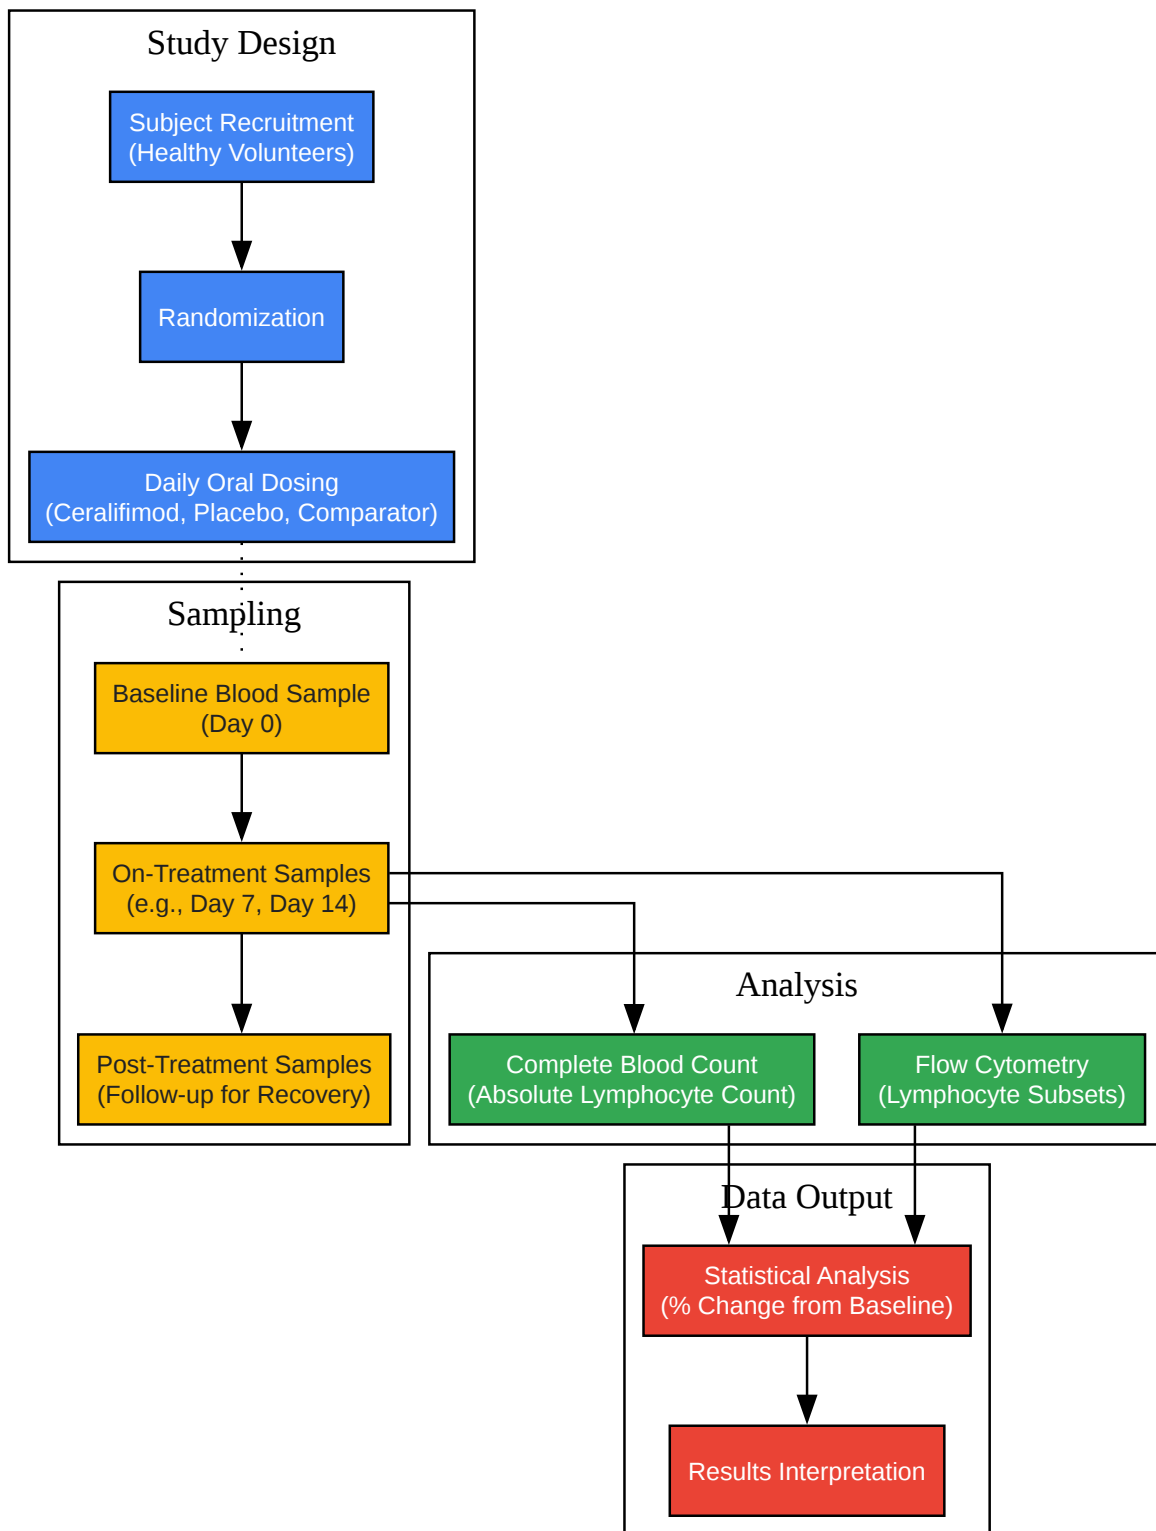 Study Design
Subject Recruitment
(Healthy Volunteers)
Randomization
Daily Oral Dosing
(Ceralifimod, Placebo, Comparator)
Sampling
Baseline Blood Sample
(Day 0)
On-Treatment Samples
(e.g., Day 7, Day 14)
Post-Treatment Samples
(Follow-up for Recovery)
Analysis
Complete Blood Count
(Absolute Lymphocyte Count)
Flow Cytometry
(Lymphocyte Subsets)
Data Output
Statistical Analysis
(% Change from Baseline)
Results Interpretation